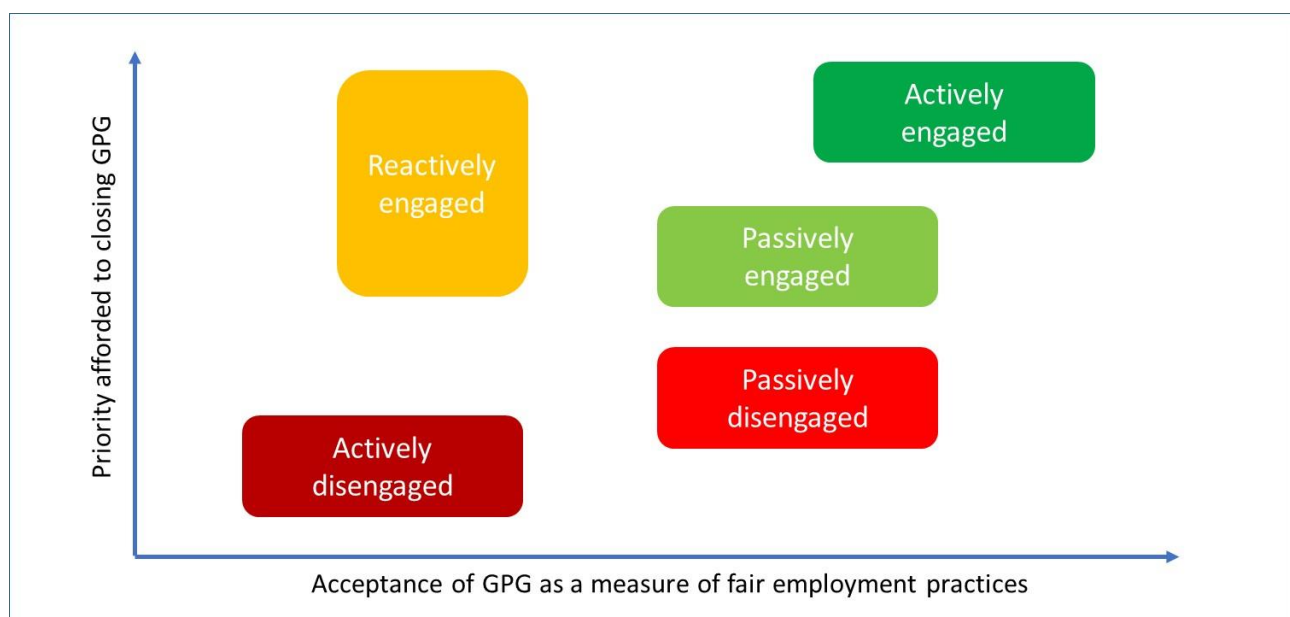 Priority afforded to closing GPG
Reactively
engaged
Actively
engaged
Passively
engaged
Passively
disengaged
Actively
disengaged
Acceptance of GPG as a measure of fair employment practices